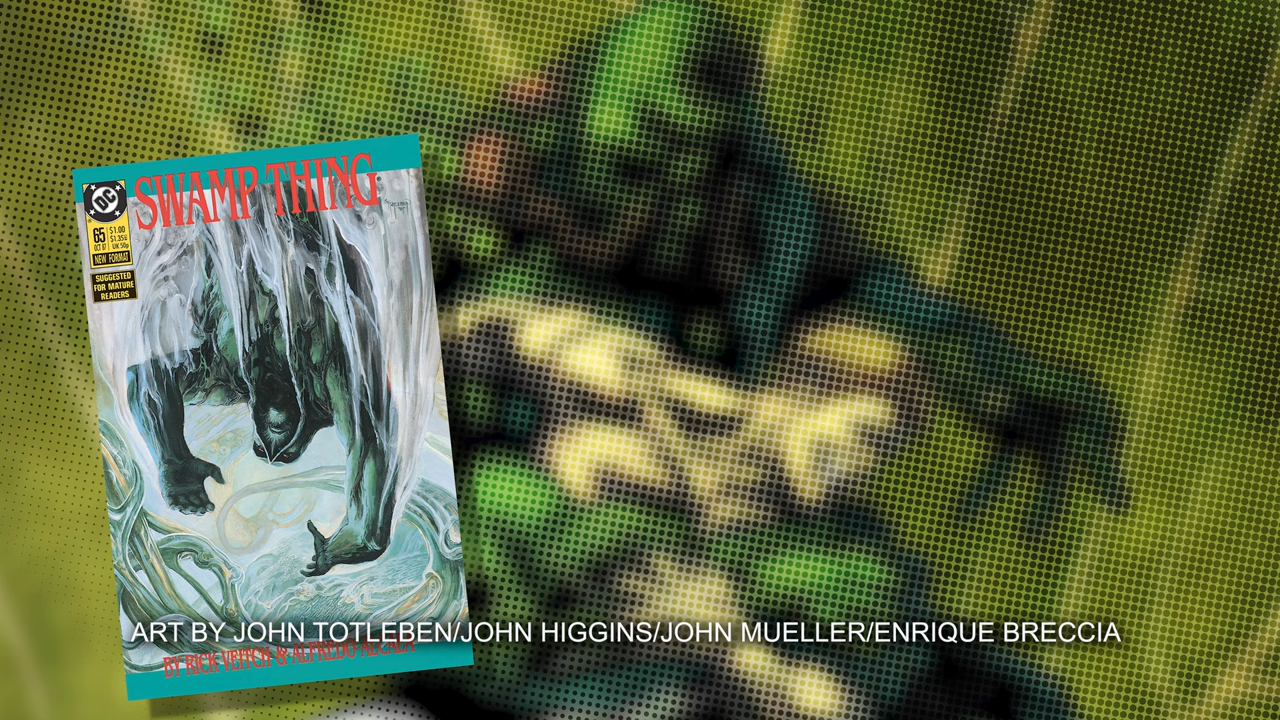 SWAMP THING
DC
65
OCT 87
$1.00
$1.35
UK 50p
NEW FORMAT
SUGGESTED
FOR MATURE
READERS
ART BY JOHN TOTLEBEN/JOHN HIGGINS/JOHN MUELLER/ENRIQUE BRECCIA
BY RICK VEITCH & ALFREDO ALCALA